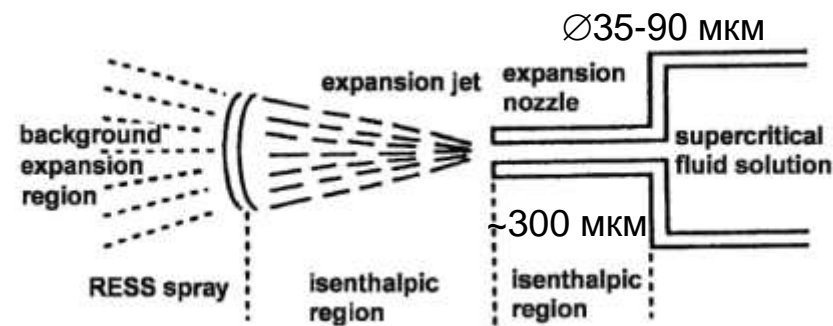 ∅35-90 мкм
expansion jet
expansion
nozzle
background
expansion
region
supercritical
fluid solution
~300 мкм
RESS spray
isenthalpic
region
isenthalpic
region